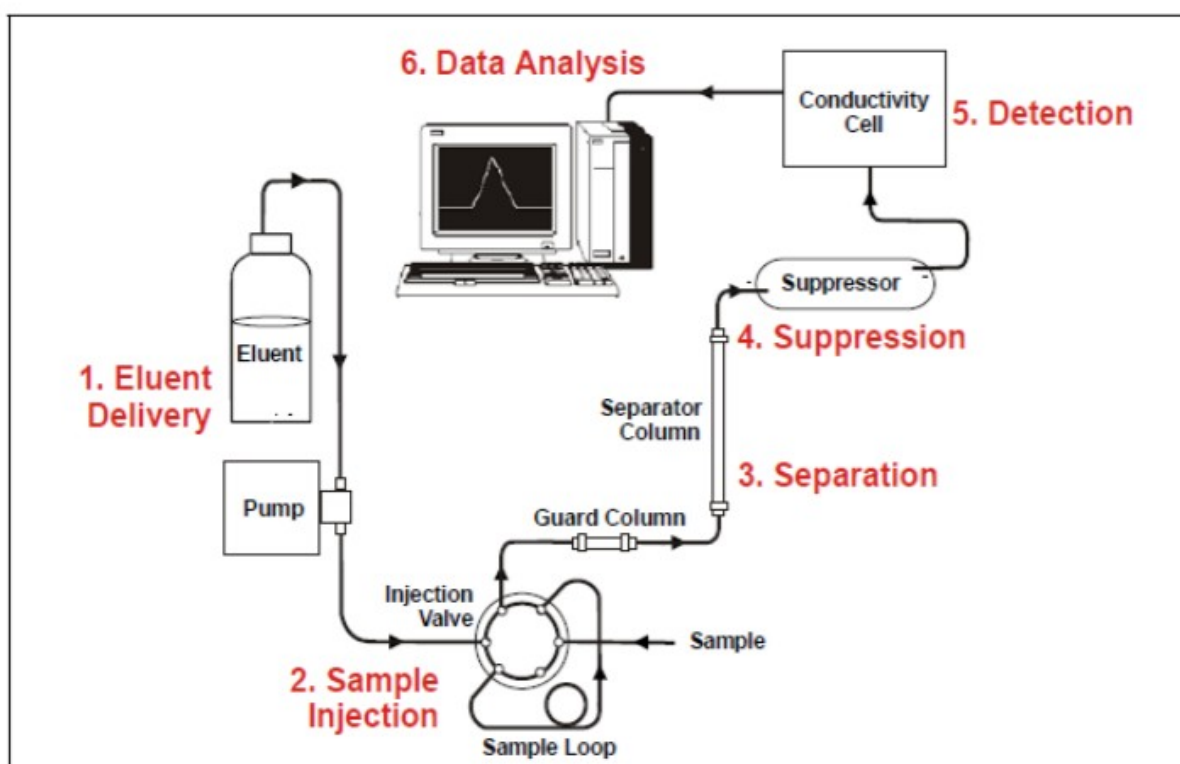 6. Data Analysis
Conductivity
Cell
5. Detection
Suppressor
4. Suppression
Eluent
1. Eluent
Delivery
Separator
Column
3. Separation
Pump
Guard Column
Injection
Valve
Sample
2. Sample
Injection
Sample Loop